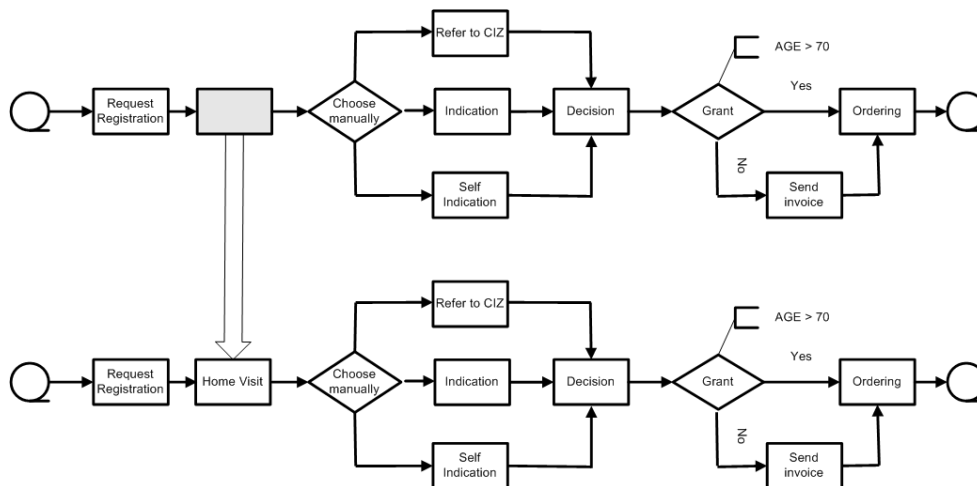 Refer to CIZ
AGE > 70
Yes
Request
Registration
Choose
manually
Indication
Decision
Grant
Ordering
No
Self
Indication
Send
invoice
Refer to CIZ
AGE > 70
Yes
Request
Registration
Home Visit
Choose
manually
Indication
Decision
Grant
Ordering
No
Self
Indication
Send
invoice